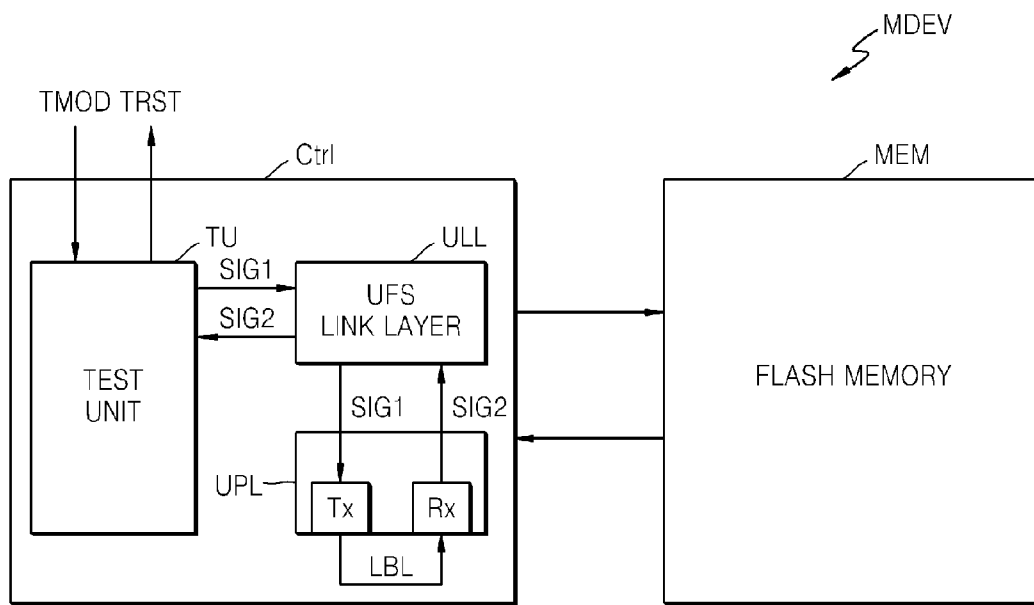 MDEV
TMOD TRST
Ctrl
MEM
TU
ULL
SIG1
UFS
LINK LAYER
SIG2
TEST
UNIT
FLASH MEMORY
SIG1
SIG2
UPL
Tx
Rx
LBL